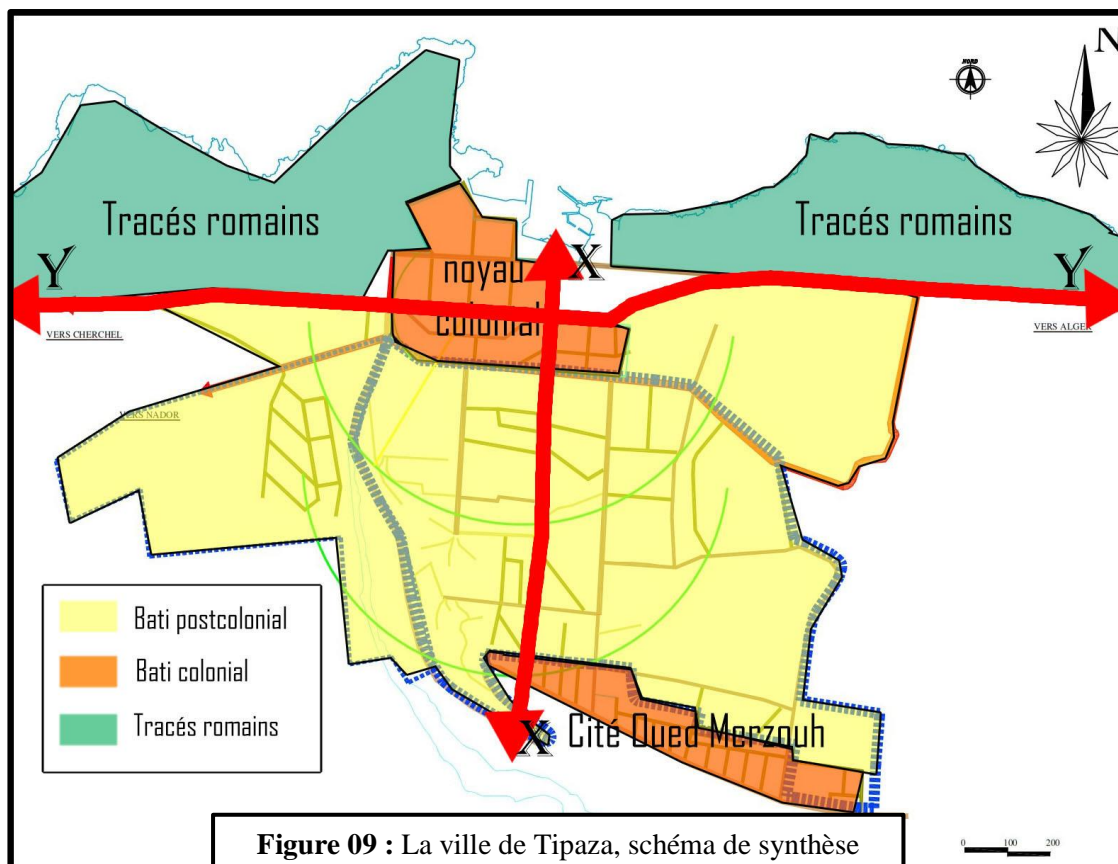 N
NORD
Tracés romains
Tracés romains
Y
noyau
X
Y
colonial
VERS CHERCHEL
VERS ALGER
VERS NADOR
Bati postcolonial
Bati colonial
Tracés romains
X
Cité Oued Merzouh
Figure 09 : La ville de Tipaza, schéma de synthèse
0 100 200